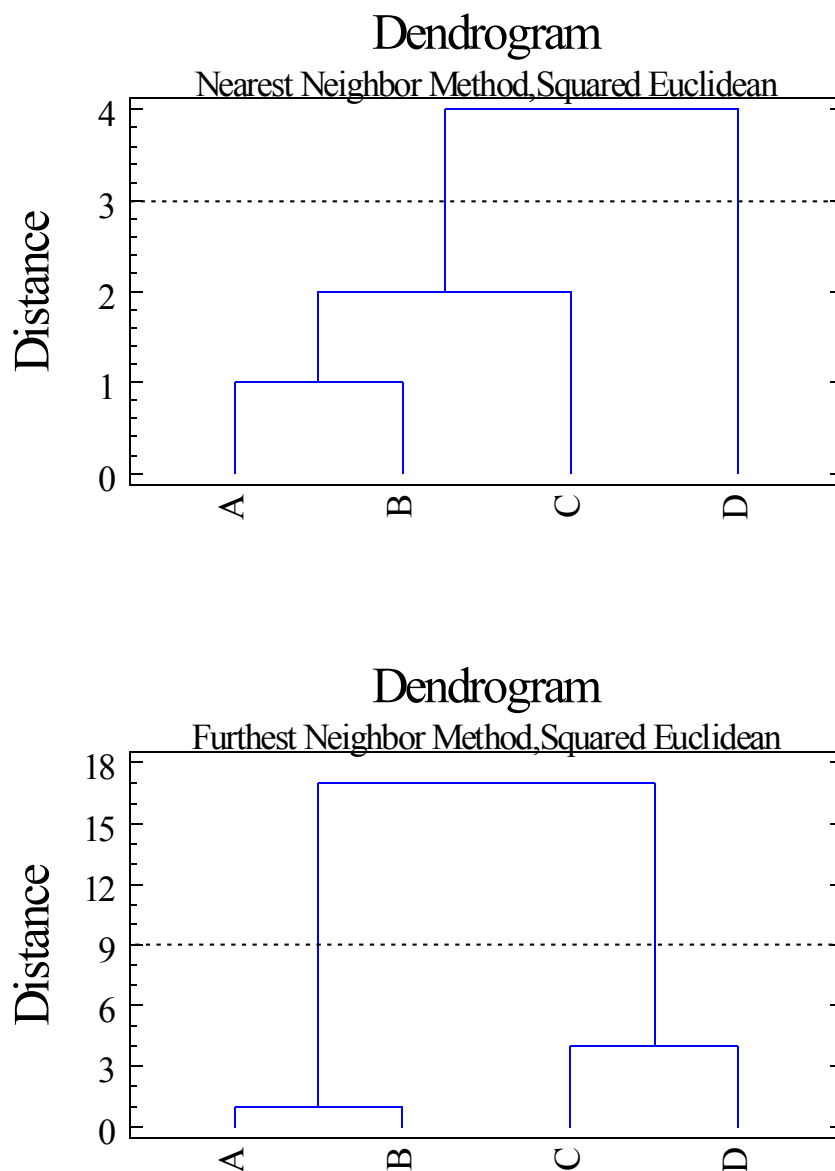 Dendrogram
Nearest Neighbor Method,Squared Euclidean
4
3
2
1
0
Distance
A B C D
Dendrogram
Furthest Neighbor Method,Squared Euclidean
18
15
12
9
6
3
0
Distance
A B C D